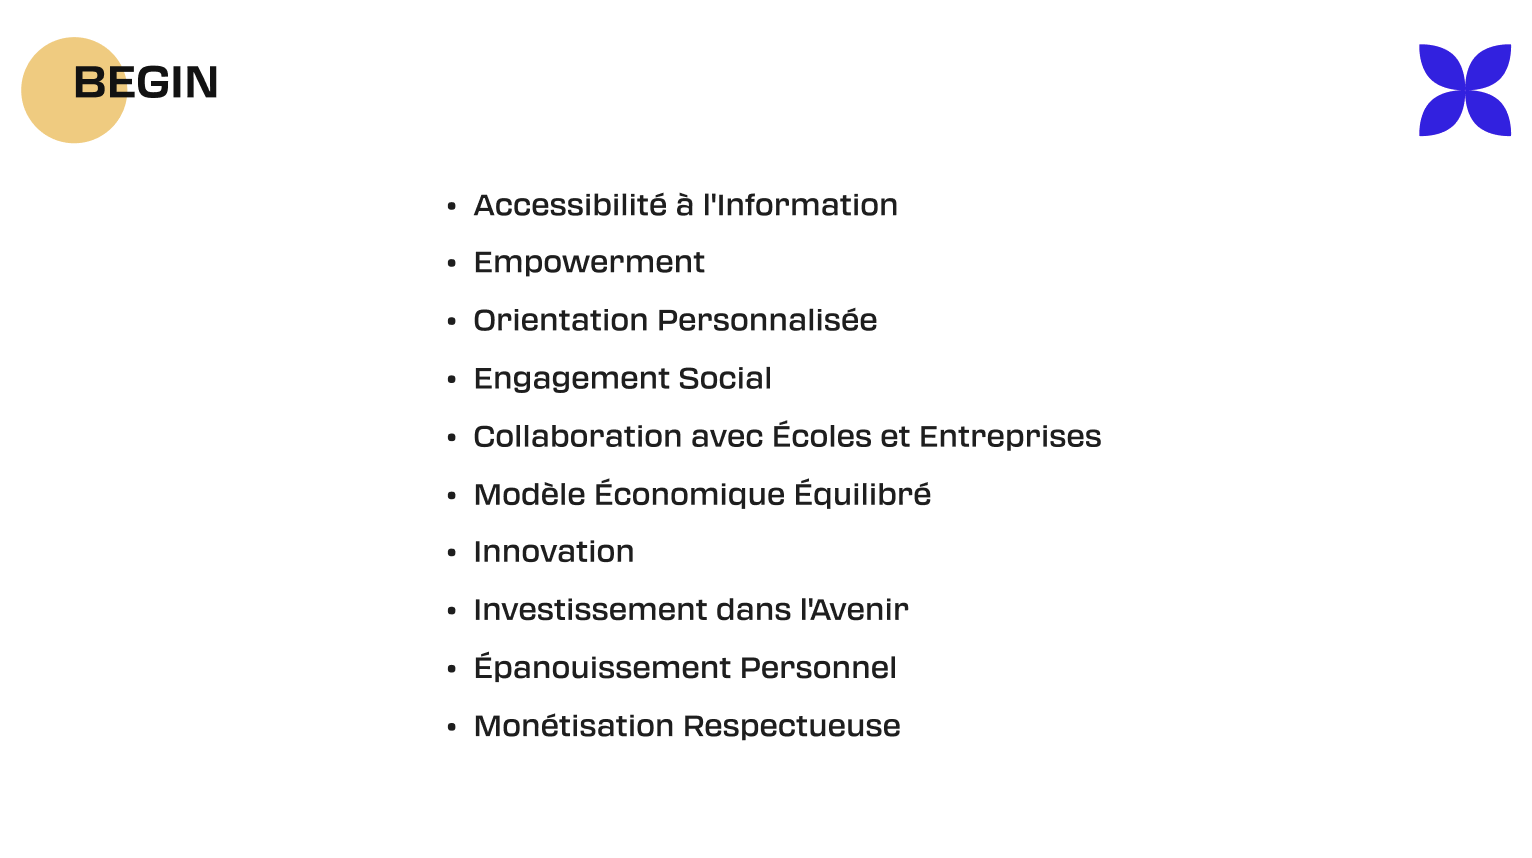 BEGIN
• Accessibilité à l'Information
• Empowerment
• Orientation Personnalisée
• Engagement Social
• Collaboration avec Écoles et Entreprises
• Modèle Économique Équilibré
• Innovation
• Investissement dans l'Avenir
• Épanouissement Personnel
• Monétisation Respectueuse